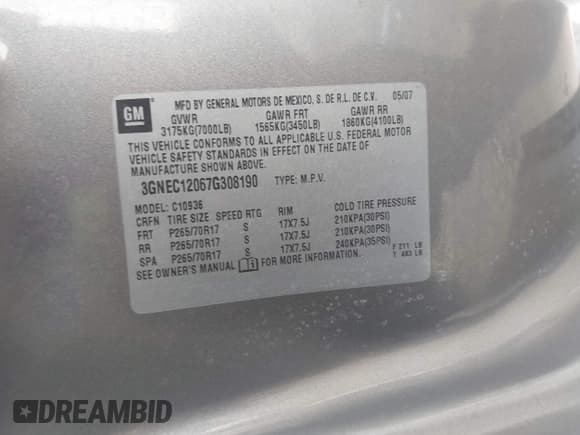 GM
MFD BY GENERAL MOTORS DE MEXICO, S. DE R.L. DE C.V. 05/07
GVWR GAWR FRT GAWR RR
3175KG(7000LB) 1565KG(3450LB) 1860KG(4100LB)
THIS VEHICLE CONFORMS TO ALL APPLICABLE U.S. FEDERAL MOTOR
VEHICLE SAFETY STANDARDS IN EFFECT ON THE DATE OF
MANUFACTURE SHOWN ABOVE.
3GNEC12067G308190 TYPE: M.P.V.
MODEL: C10936
CRFN TIRE SIZE SPEED RTG RIM COLD TIRE PRESSURE
FRT P265/70R17 S 17X7.5J 210KPA(30PSI)
RR P265/70R17 S 17X7.5J 210KPA(30PSI)
SPA P265/70R17 S 17X7.5J 240KPA(35PSI)
SEE OWNER'S MANUAL FOR MORE INFORMATION.
F 211 LB
T 483 LB
DREAMBID